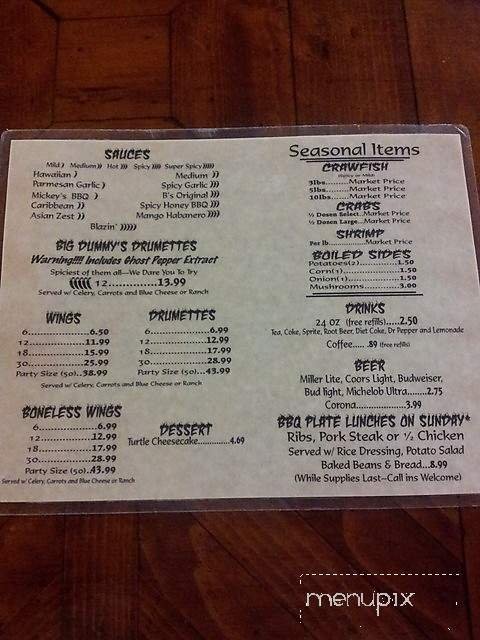 SAUCES
Mild ) Medium )) Hot ))) Spicy )))) Super Spicy )))))
Hawaiian )
Parmesan Garlic )
Mickey's BBQ )
Caribbean ))
Asian Zest ))
Medium ))
Spicy Garlic )))
B's Original )))
Spicy Honey BBQ )))
Mango Habanero ))))
Blazin' )))))
BIG DUMMY'S DRUMETTES
Warning!!!! Includes Ghost Pepper Extract
Spiciest of them all—We Dare You To Try
12..............13.99
Served w/ Celery, Carrots and Blue Cheese or Ranch
WINGS
6...............6.50
12.............11.99
18.............15.99
30.............25.99
Party Size (50)..38.99
DRUMETTES
6.................6.99
12...............12.99
18...............17.99
30...............28.99
Party Size (50)...43.99
Served w/ Celery, Carrots and Blue Cheese or Ranch
BONELESS WINGS
6.................6.99
12...............12.99
18...............17.99
30...............28.99
Party Size (50)..43.99
Served w/ Celery, Carrots and Blue Cheese or Ranch
DESSERT
Turtle Cheesecake............4.69
Seasonal Items
CRAWFISH
(Spicy or Mild)
3lbs.........Market Price
5lbs.........Market Price
10lbs.......Market Price
CRABS
½ Dosen Select..Market Price
½ Dosen Large...Market Price
SHRIMP
Per lb..............Market Price
BOILED SIDES
Potatoes(2)............1.50
Corn(1)..................1.50
Onion(1)................1.50
Mushrooms...........3.00
DRINKS
24 OZ (free refills).....2.50
Tea, Coke, Sprite, Root Beer, Diet Coke, Dr Pepper and Lemonade
Coffee..... .89 (free refills)
BEER
Miller Lite, Coors Light, Budweiser,
Bud light, Michelob Ultra.......2.75
Corona.................3.99
BBQ PLATE LUNCHES ON SUNDAY*
Ribs, Pork Steak or ½ Chicken
Served w/ Rice Dressing, Potato Salad
Baked Beans & Bread...8.99
(While Supplies Last—Call ins Welcome)
menupix